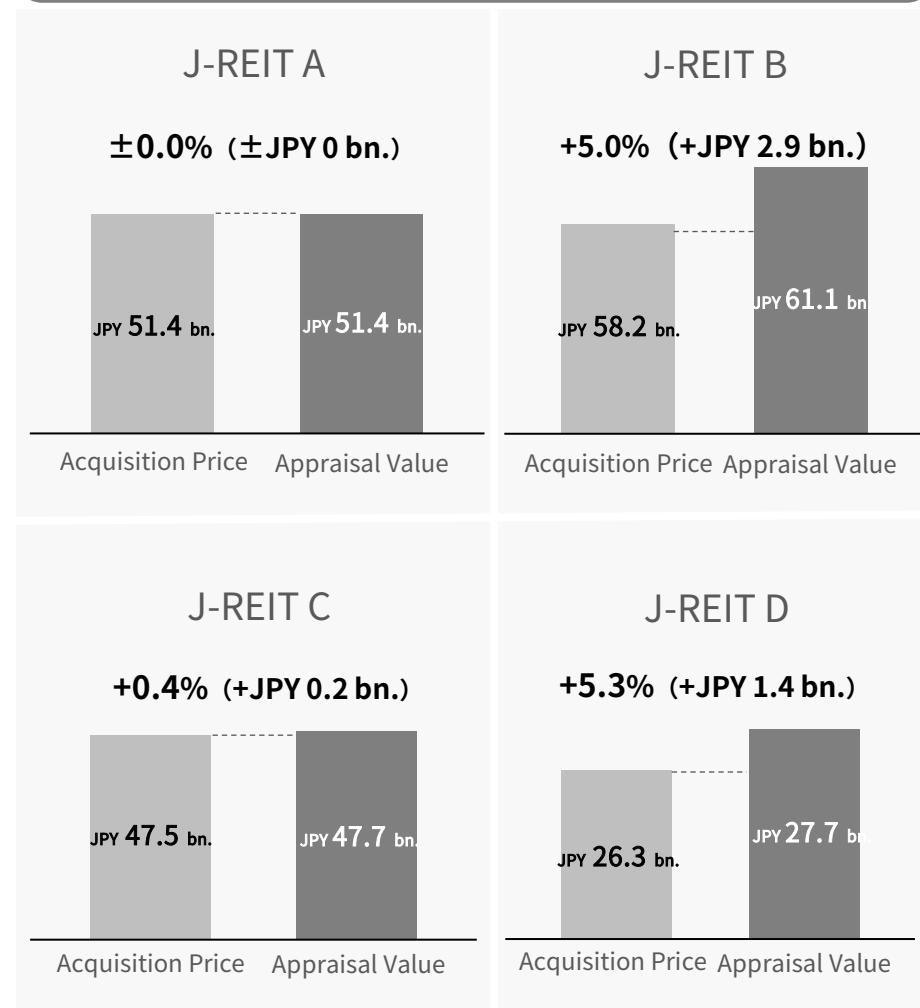 J-REIT A
±0.0%（±JPY 0 bn.）
JPY 51.4 bn.
JPY 51.4 bn.
Acquisition Price
Appraisal Value
J-REIT B
+5.0%（+JPY 2.9 bn.）
JPY 58.2 bn.
JPY 61.1 bn
Acquisition Price
Appraisal Value
J-REIT C
+0.4%（+JPY 0.2 bn.）
JPY 47.5 bn.
JPY 47.7 bn.
Acquisition Price
Appraisal Value
J-REIT D
+5.3%（+JPY 1.4 bn.）
JPY 26.3 bn.
JPY 27.7 bn.
Acquisition Price
Appraisal Value